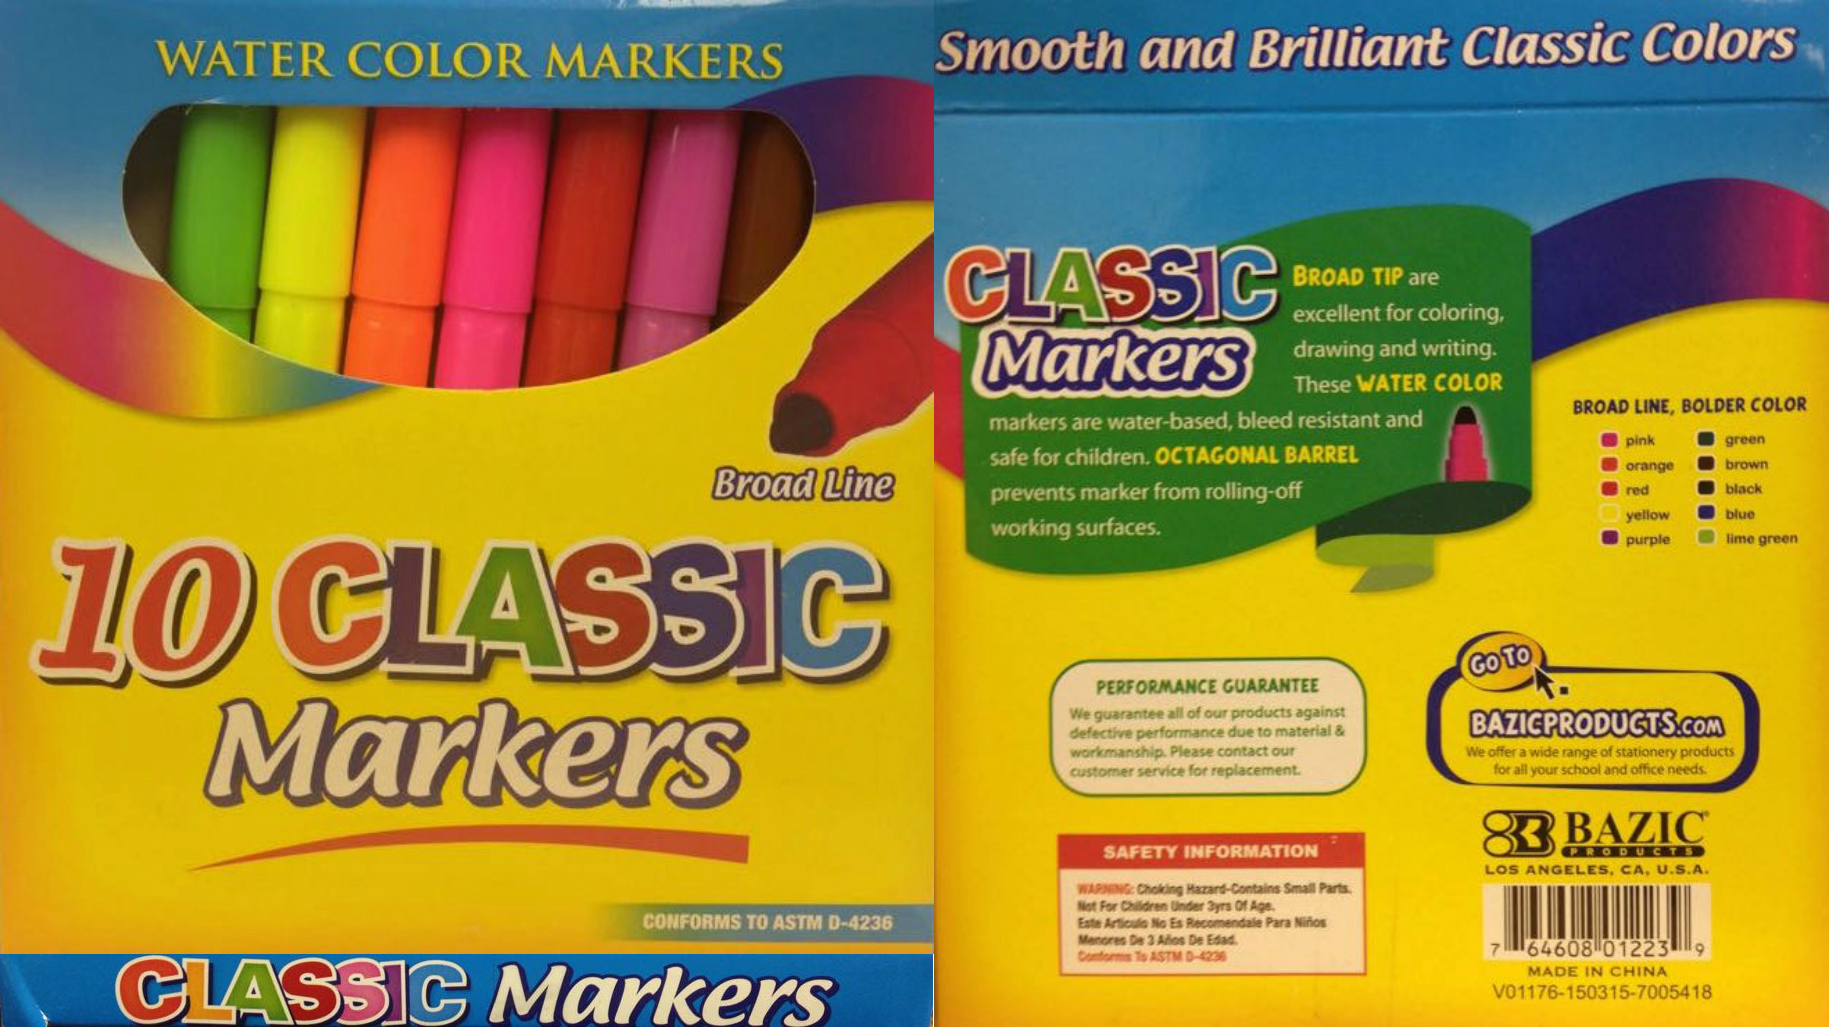 WATER COLOR MARKERS
Broad Line
10 CLASSIC
Markers
CONFORMS TO ASTM D-4236
CLASSIC Markers
Smooth and Brilliant Classic Colors
CLASSIC
Markers
BROAD TIP are
excellent for coloring,
drawing and writing.
These WATER COLOR
markers are water-based, bleed resistant and
safe for children. OCTAGONAL BARREL
prevents marker from rolling-off
working surfaces.
BROAD LINE, BOLDER COLOR
pink green
orange brown
red black
yellow blue
purple lime green
PERFORMANCE GUARANTEE
We guarantee all of our products against
defective performance due to material &
workmanship. Please contact our
customer service for replacement.
GO TO
BAZICPRODUCTS.COM
We offer a wide range of stationery products
for all your school and office needs.
SAFETY INFORMATION
WARNING: Choking Hazard-Contains Small Parts.
Not For Children Under 3yrs Of Age.
Este Articulo No Es Recomendale Para Niños
Menores De 3 Años De Edad.
Conforms To ASTM D-4236
BAZIC®
PRODUCTS
LOS ANGELES, CA, U.S.A.
7 64608 01223 9
MADE IN CHINA
V01176-150315-7005418